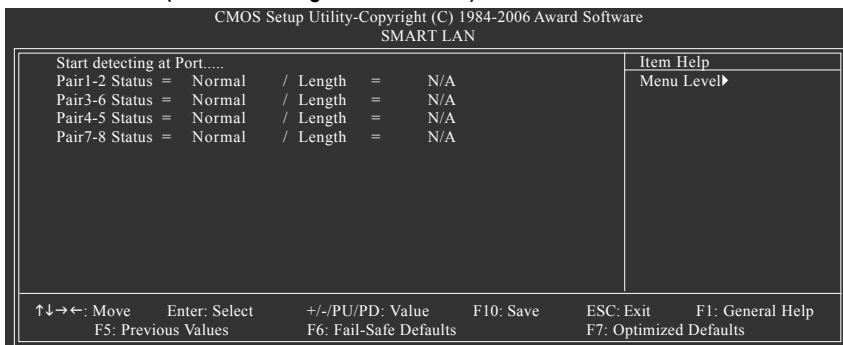 CMOS Setup Utility-Copyright (C) 1984-2006 Award Software
SMART LAN
Start detecting at Port.....
Pair1-2 Status = Normal / Length = N/A
Pair3-6 Status = Normal / Length = N/A
Pair4-5 Status = Normal / Length = N/A
Pair7-8 Status = Normal / Length = N/A
Item Help
Menu Level▶
↑↓→←: Move Enter: Select +/-/PU/PD: Value F10: Save ESC: Exit F1: General Help
F5: Previous Values F6: Fail-Safe Defaults F7: Optimized Defaults